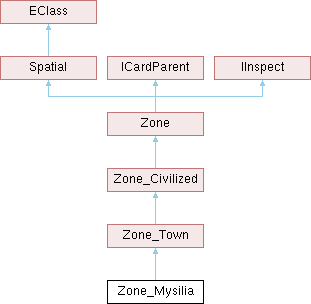 EClass
Spatial
ICardParent
IInspect
Zone
Zone_Civilized
Zone_Town
Zone_Mysilia